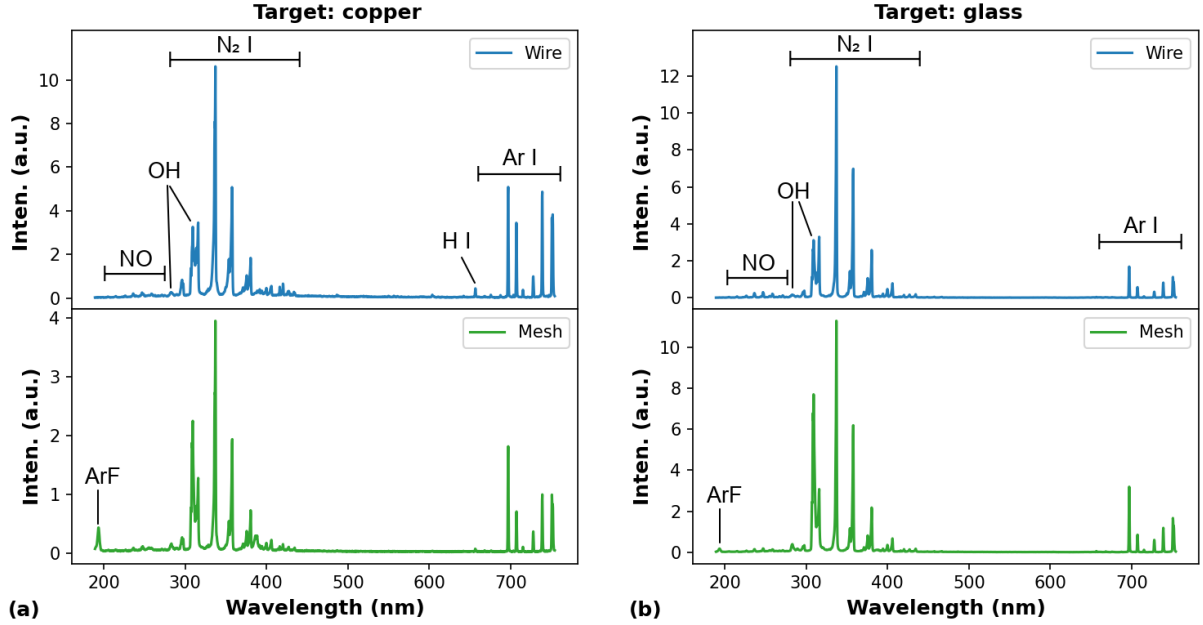 Target: copper
Inten. (a.u.)
10
8
6
4
2
0
N₂ I
Wire
OH
NO
H I
Ar I
Inten. (a.u.)
4
3
2
1
0
Mesh
ArF
200 300 400 500 600 700
(a) Wavelength (nm)
Target: glass
Inten. (a.u.)
12
10
8
6
4
2
0
N₂ I
Wire
OH
NO
Ar I
Inten. (a.u.)
10
8
6
4
2
0
Mesh
ArF
200 300 400 500 600 700
(b) Wavelength (nm)